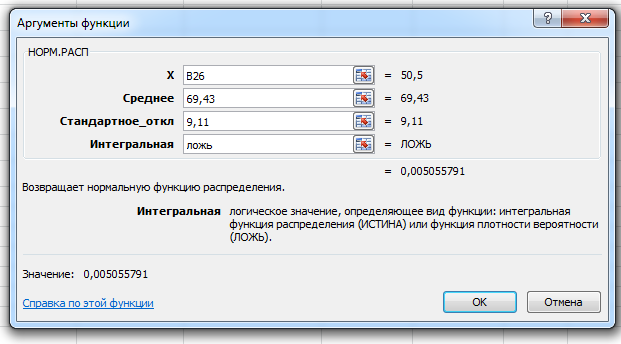 Аргументы функции
НОРМ.РАСП
X B26 = 50,5
Среднее 69,43 = 69,43
Стандартное_откл 9,11 = 9,11
Интегральная ложь = ЛОЖЬ
= 0,005055791
Возвращает нормальную функцию распределения.
Интегральная логическое значение, определяющее вид функции: интегральная
функция распределения (ИСТИНА) или функция плотности вероятности
(ЛОЖЬ).
Значение: 0,005055791
Справка по этой функции
ОК
Отмена